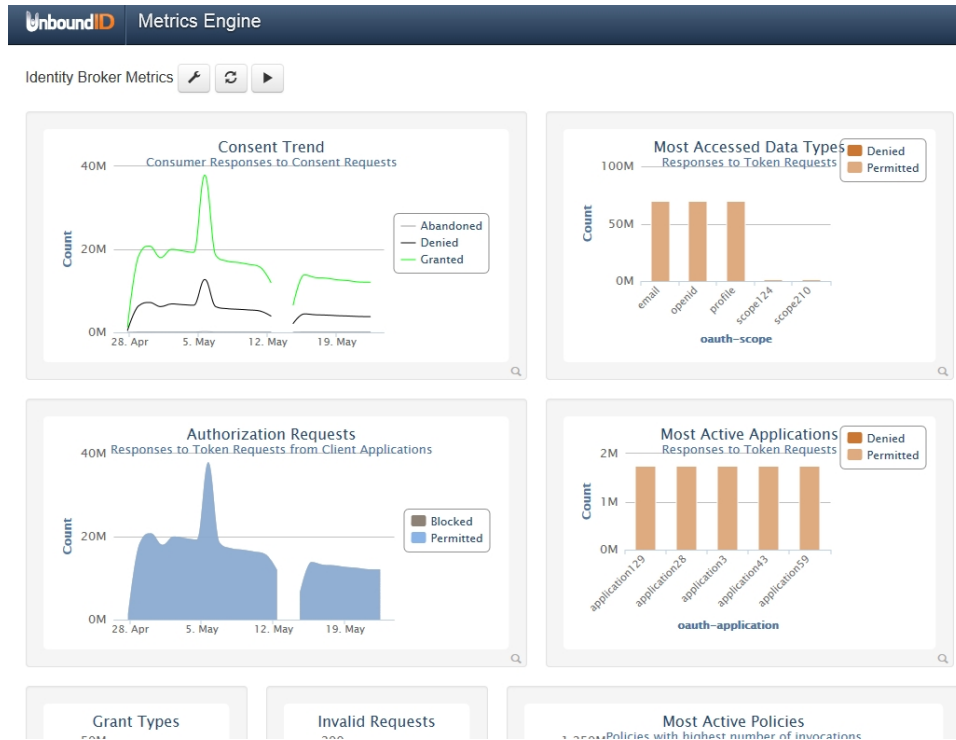 UnboundID Metrics Engine
Identity Broker Metrics
Consent Trend
Consumer Responses to Consent Requests
40M
20M
0M
Count
28. Apr 5. May 12. May 19. May
Abandoned
Denied
Granted
Most Accessed Data Types
Responses to Token Requests
100M
50M
0M
Count
email openid profile scope124 scope210
oauth-scope
Denied
Permitted
Authorization Requests
Responses to Token Requests from Client Applications
40M
20M
0M
Count
28. Apr 5. May 12. May 19. May
Blocked
Permitted
Most Active Applications
Responses to Token Requests
2M
1M
0M
Count
application129 application28 application3 application43 application59
oauth-application
Denied
Permitted
Grant Types
50M
Invalid Requests
200
Most Active Policies
Policies with highest number of invocations
1,250M